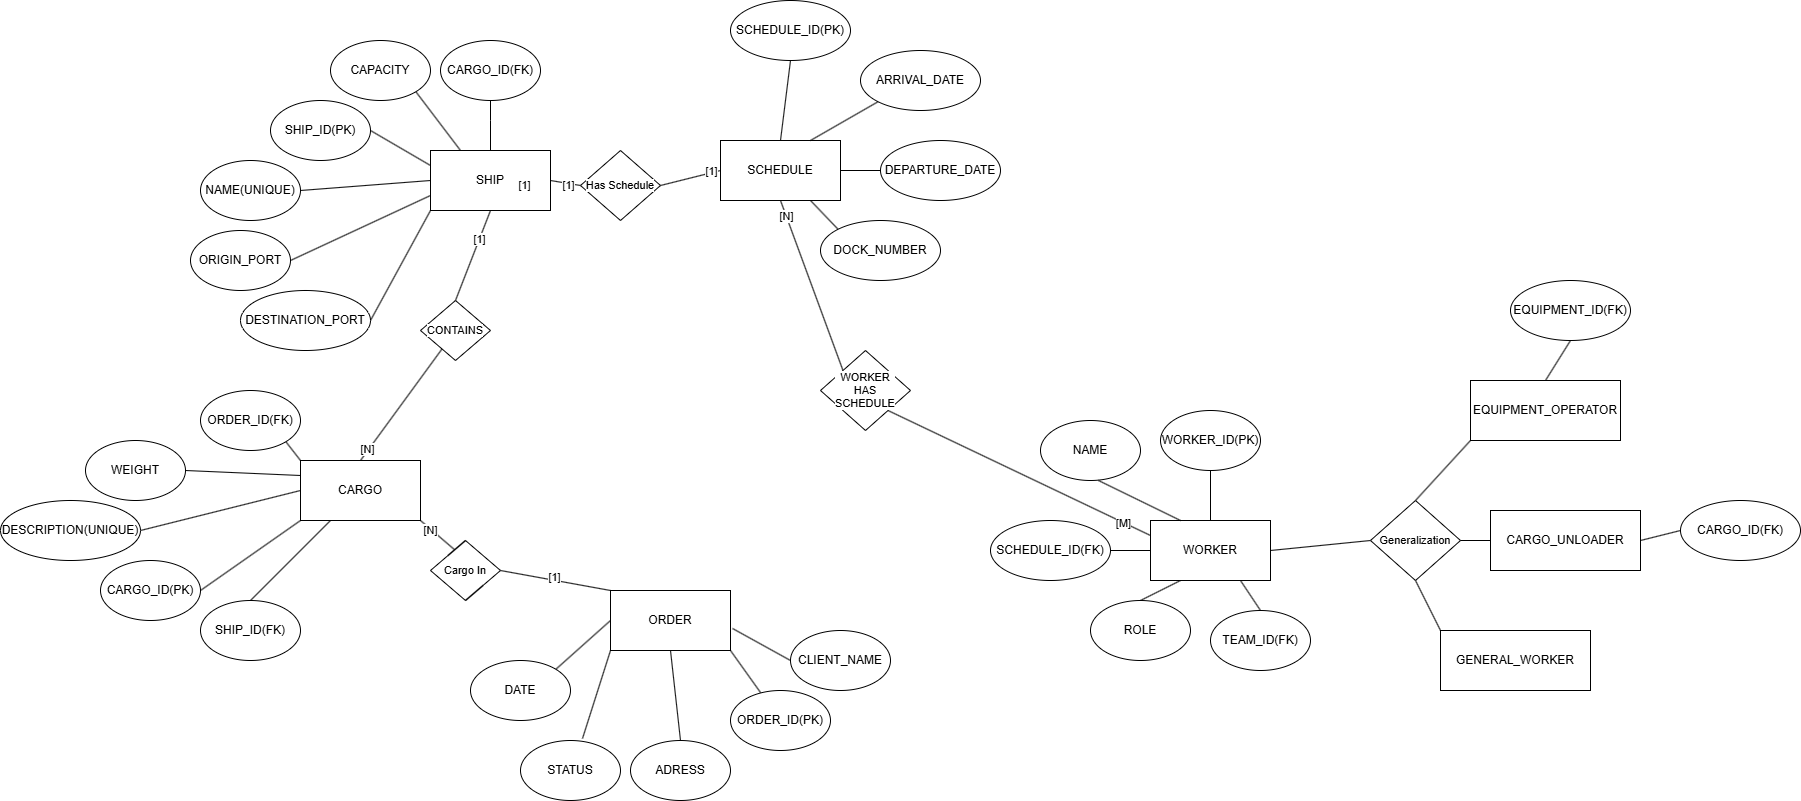 SCHEDULE_ID(PK)
CAPACITY
CARGO_ID(FK)
ARRIVAL_DATE
SHIP_ID(PK)
SHIP
[1]
[1]
Has Schedule
[1]
SCHEDULE
DEPARTURE_DATE
NAME(UNIQUE)
[N]
[1]
DOCK_NUMBER
ORIGIN_PORT
DESTINATION_PORT
CONTAINS
EQUIPMENT_ID(FK)
WORKER
HAS
SCHEDULE
EQUIPMENT_OPERATOR
ORDER_ID(FK)
[N]
NAME
WORKER_ID(PK)
WEIGHT
CARGO
DESCRIPTION(UNIQUE)
[N]
[M]
CARGO_ID(FK)
SCHEDULE_ID(FK)
WORKER
Generalization
CARGO_UNLOADER
Cargo In
[1]
CARGO_ID(PK)
SHIP_ID(FK)
ORDER
ROLE
TEAM_ID(FK)
CLIENT_NAME
GENERAL_WORKER
DATE
ORDER_ID(PK)
STATUS
ADRESS